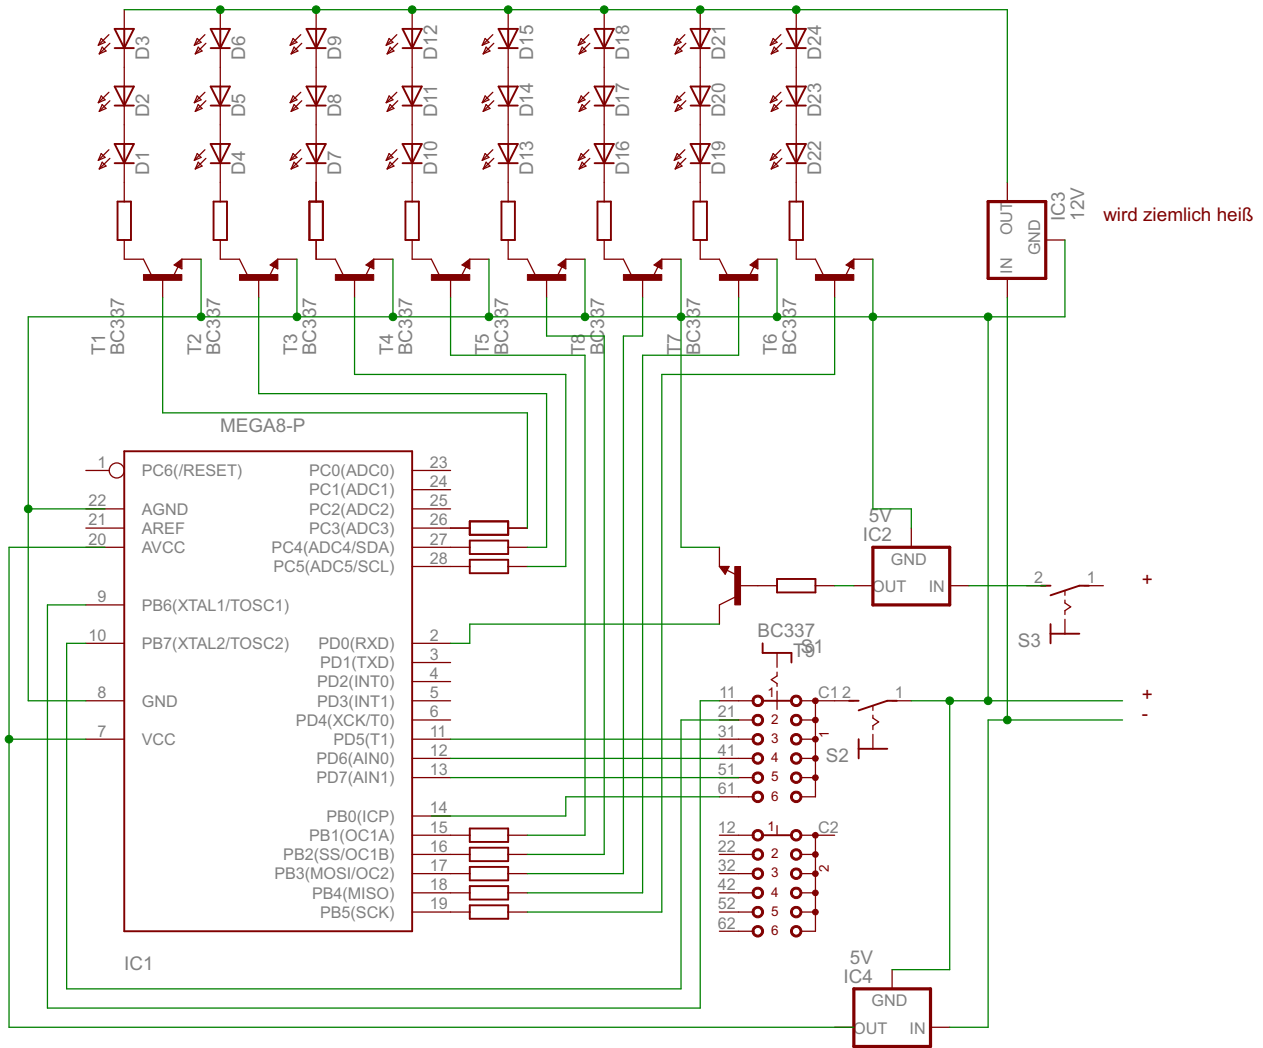 D3 D6 D9 D12 D15 D18 D21 D24
D2 D5 D8 D11 D14 D17 D20 D23
D1 D4 D7 D10 D13 D16 D19 D22
OUT
GND
IN
IC3
12V
wird ziemlich heiß
T1 BC337
T2 BC337
T3 BC337
T4 BC337
T5 BC337
T8 BC337
T7 BC337
T6 BC337
MEGA8-P
1 PC6(/RESET)
22 AGND
21 AREF
20 AVCC
9 PB6(XTAL1/TOSC1)
10 PB7(XTAL2/TOSC2)
8 GND
7 VCC
PC0(ADC0) 23
PC1(ADC1) 24
PC2(ADC2) 25
PC3(ADC3) 26
PC4(ADC4/SDA) 27
PC5(ADC5/SCL) 28
PD0(RXD) 2
PD1(TXD) 3
PD2(INT0) 4
PD3(INT1) 5
PD4(XCK/T0) 6
PD5(T1) 11
PD6(AIN0) 12
PD7(AIN1) 13
PB0(ICP) 14
PB1(OC1A) 15
PB2(SS/OC1B) 16
PB3(MOSI/OC2) 17
PB4(MISO) 18
PB5(SCK) 19
IC1
5V
IC2
GND
OUT IN
2 1 +
S3
BC337
T9
S1
11 1 C1 2 1 +
21 2 -
31 3 1
41 4 S2
51 5
61 6
12 1 C2
22 2
32 3 2
42 4
52 5
62 6
5V
IC4
GND
OUT IN